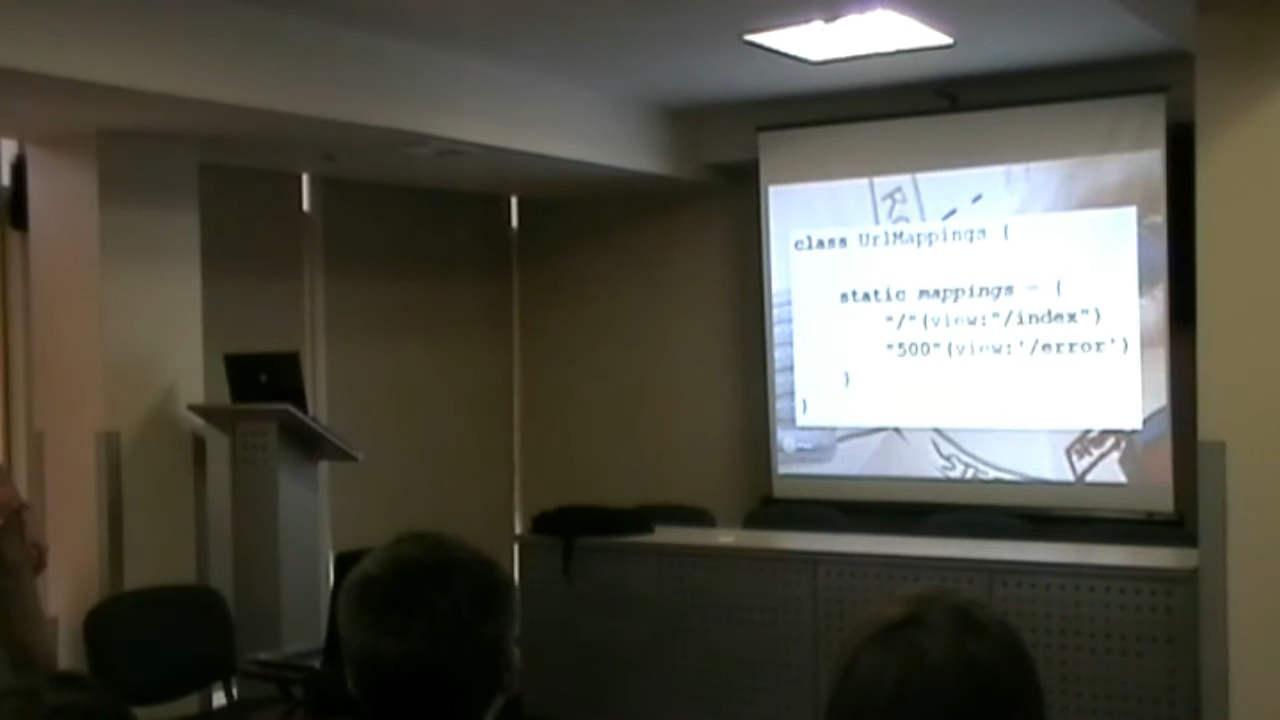 class UrlMappings {
static mappings = {
"/"(view:"/index")
"500"(view:'/error')
}
}